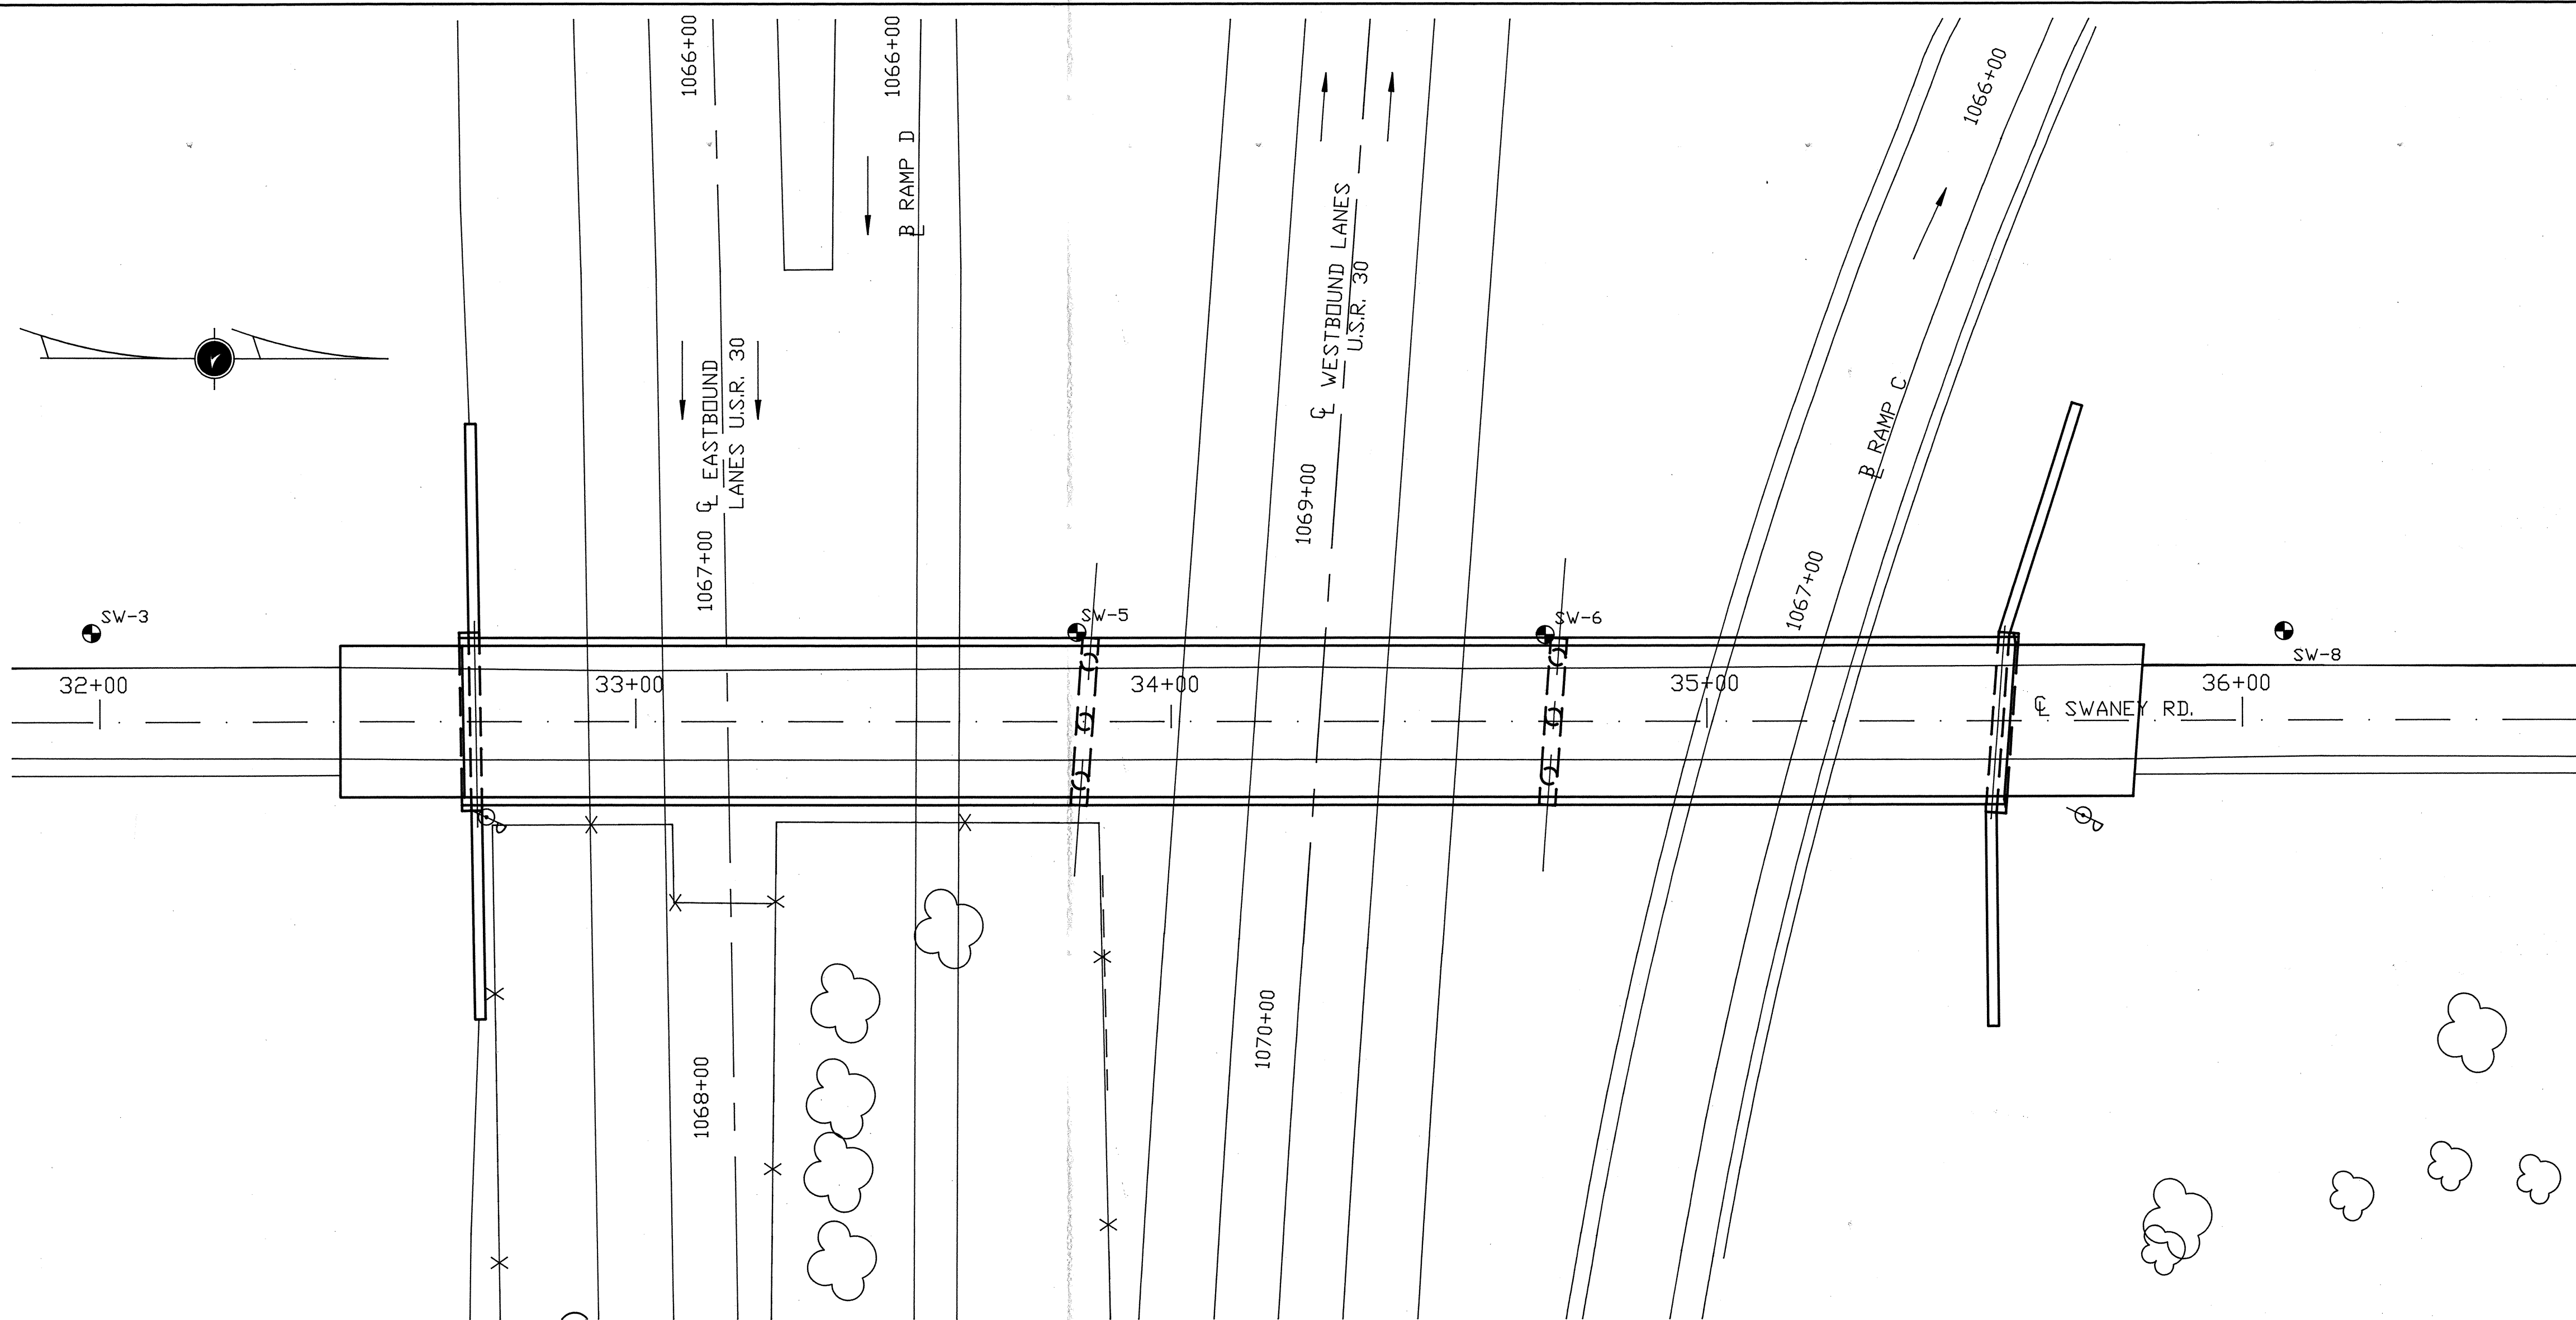 1066+00
1066+00
1066+00
℄ RAMP D
℄ WESTBOUND LANES
U.S.R. 30
℄ EASTBOUND
LANES U.S.R. 30
℄ RAMP C
1069+00
1067+00
1067+00
SW-3
SW-5
SW-6
SW-8
32+00
33+00
34+00
35+00
36+00
℄ SWANEY RD.
1070+00
1068+00